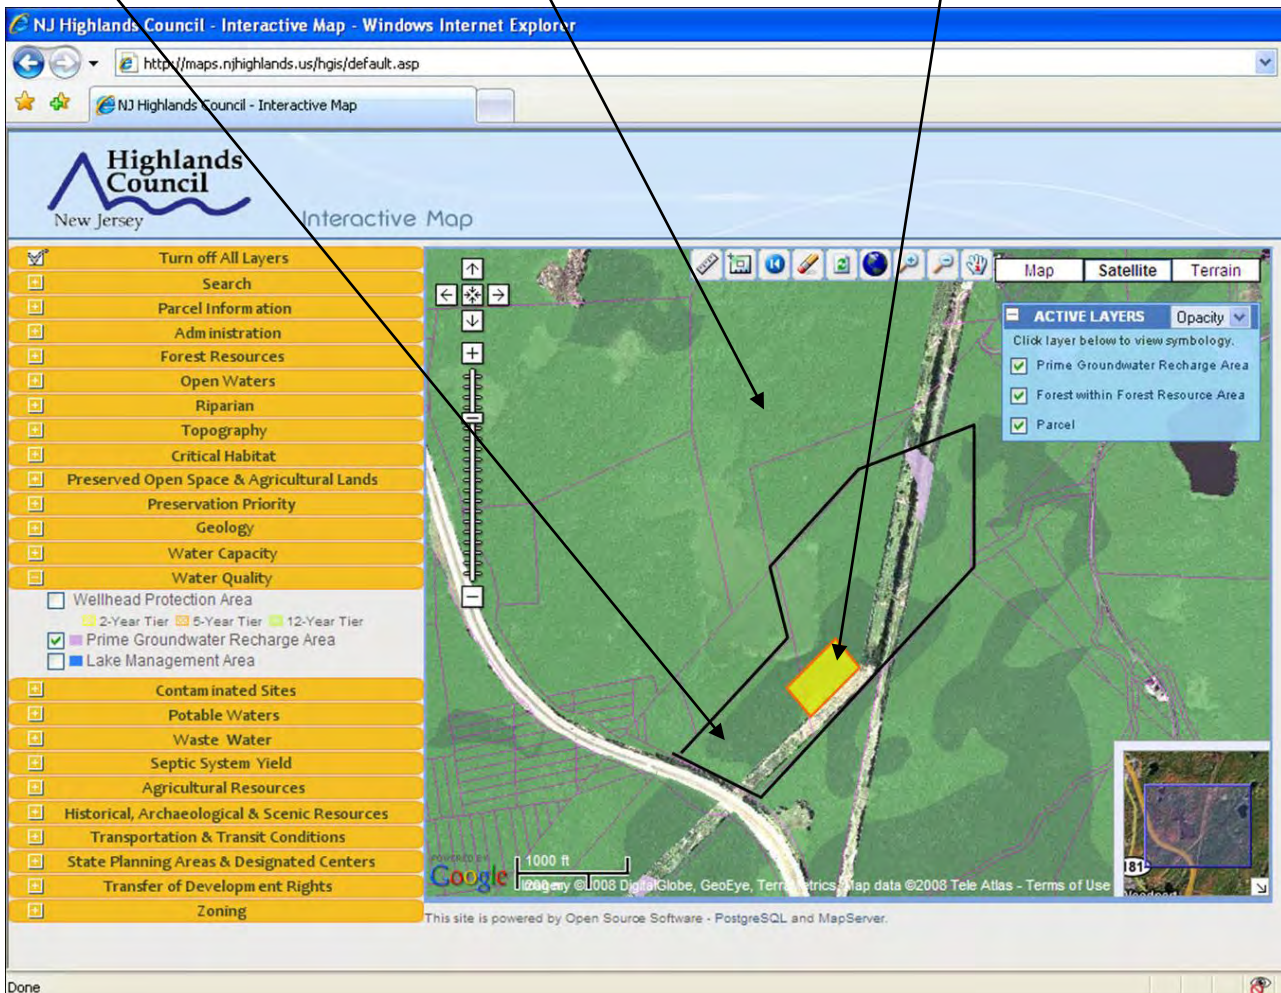 NJ Highlands Council - Interactive Map - Windows Internet Explorer
http://maps.njhighlands.us/hgis/default.asp
NJ Highlands Council - Interactive Map
Highlands
Council
New Jersey
Interactive Map
Turn off All Layers
Search
Parcel Information
Administration
Forest Resources
Open Waters
Riparian
Topography
Critical Habitat
Preserved Open Space & Agricultural Lands
Preservation Priority
Geology
Water Capacity
Water Quality
Wellhead Protection Area
2-Year Tier 5-Year Tier 12-Year Tier
Prime Groundwater Recharge Area
Lake Management Area
Contaminated Sites
Potable Waters
Waste Water
Septic System Yield
Agricultural Resources
Historical, Archaeological & Scenic Resources
Transportation & Transit Conditions
State Planning Areas & Designated Centers
Transfer of Development Rights
Zoning
Map Satellite Terrain
ACTIVE LAYERS Opacity
Click layer below to view symbology.
Prime Groundwater Recharge Area
Forest within Forest Resource Area
Parcel
181
POWERED BY
Google
1000 ft
200 m
Imagery ©2008 DigitalGlobe, GeoEye, TerraMetrics, Map data ©2008 Tele Atlas - Terms of Use
This site is powered by Open Source Software - PostgreSQL and MapServer.
Done